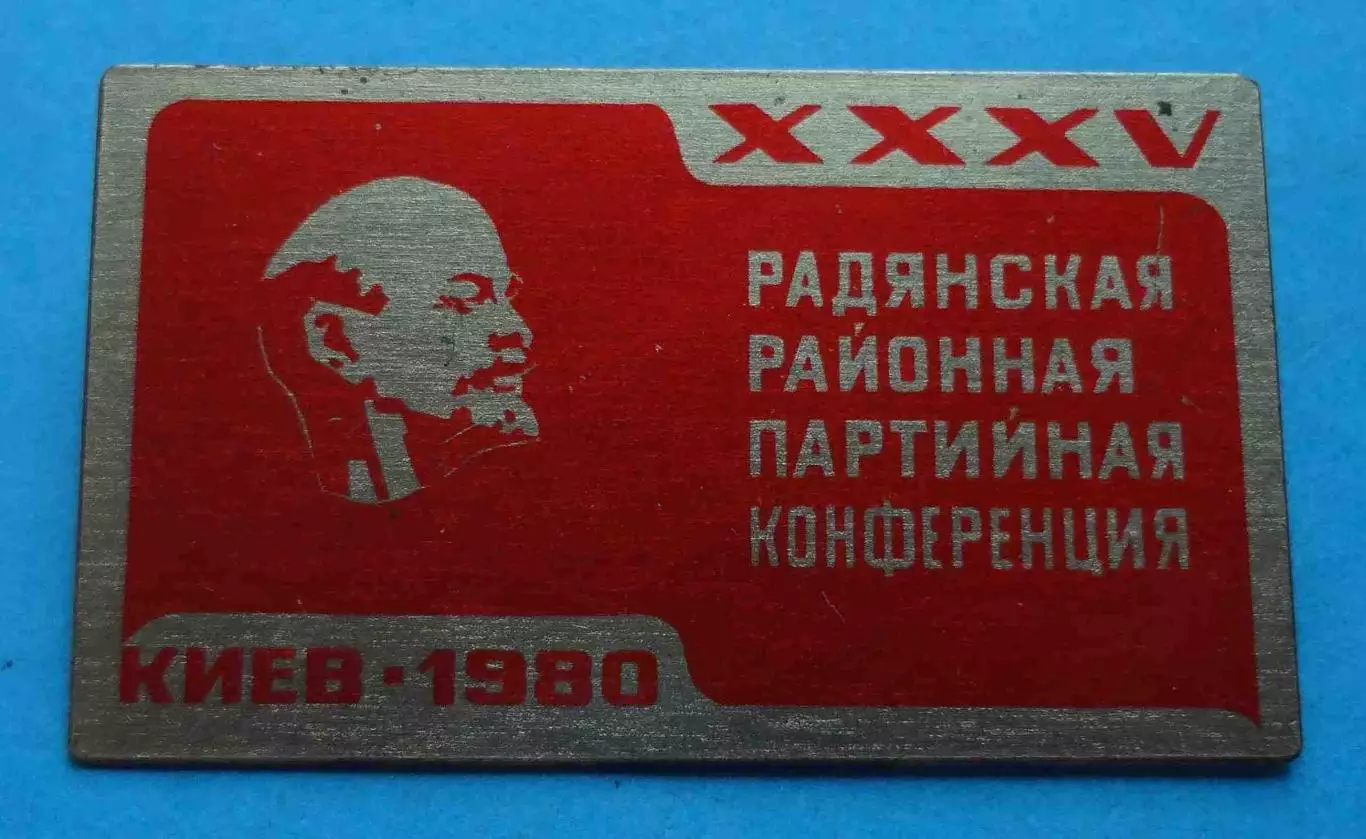 XXXV
РАДЯНСКАЯ
РАЙОННАЯ
ПАРТИЙНАЯ
КОНФЕРЕНЦИЯ
КИЕВ·1980